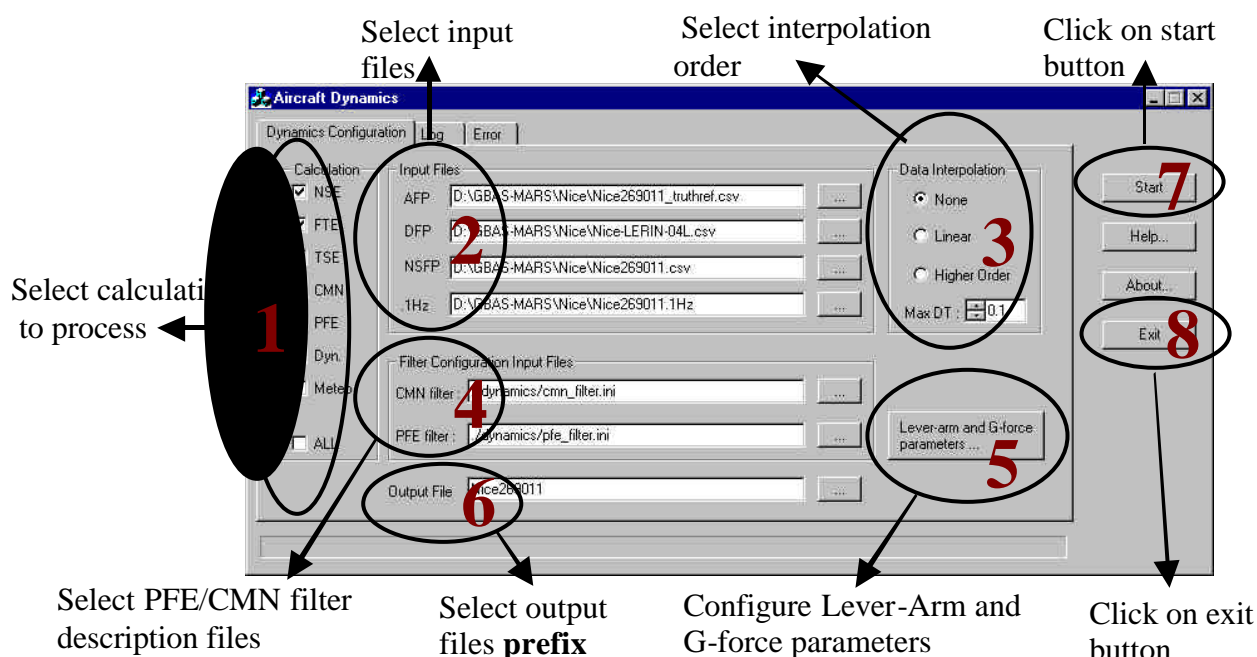 Select input
files
Select interpolation
order
Click on start
button
Aircraft Dynamics
Dynamics Configuration
Log
Error
Calculation
NSE
FTE
TSE
CMN
PFE
Dyn.
Meteo
ALL
1
Select calculati
to process
Input Files
AFP D:\GBAS-MARS\Nice\Nice269011_truthref.csv ...
DFP D:\GBAS-MARS\Nice\Nice-LERIN-04L.csv ...
NSFP D:\GBAS-MARS\Nice\Nice269011.csv ...
.1Hz D:\GBAS-MARS\Nice\Nice269011.1Hz ...
2
Data Interpolation
None
Linear
Higher Order
Max DT : 0.1
3
Start
7
Help...
About...
Exit
8
Filter Configuration Input Files
CMN filter : ./dynamics/cmn_filter.ini ...
PFE filter : ./dynamics/pfe_filter.ini ...
4
Lever-arm and G-force
parameters ...
5
Output File Nice269011 ...
6
Select PFE/CMN filter
description files
Select output
files prefix
Configure Lever-Arm and
G-force parameters
Click on exit
button